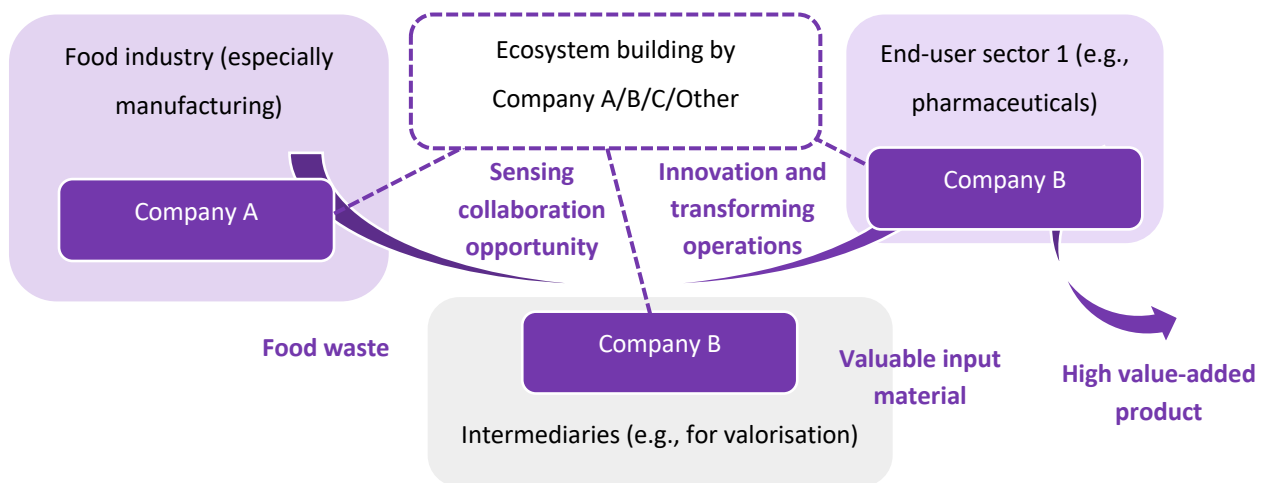 Food industry (especially
manufacturing)
Company A
Ecosystem building by
Company A/B/C/Other
End-user sector 1 (e.g.,
pharmaceuticals)
Company B
Sensing
collaboration
opportunity
Innovation and
transforming
operations
Food waste
Company B
Intermediaries (e.g., for valorisation)
Valuable input
material
High value-added
product